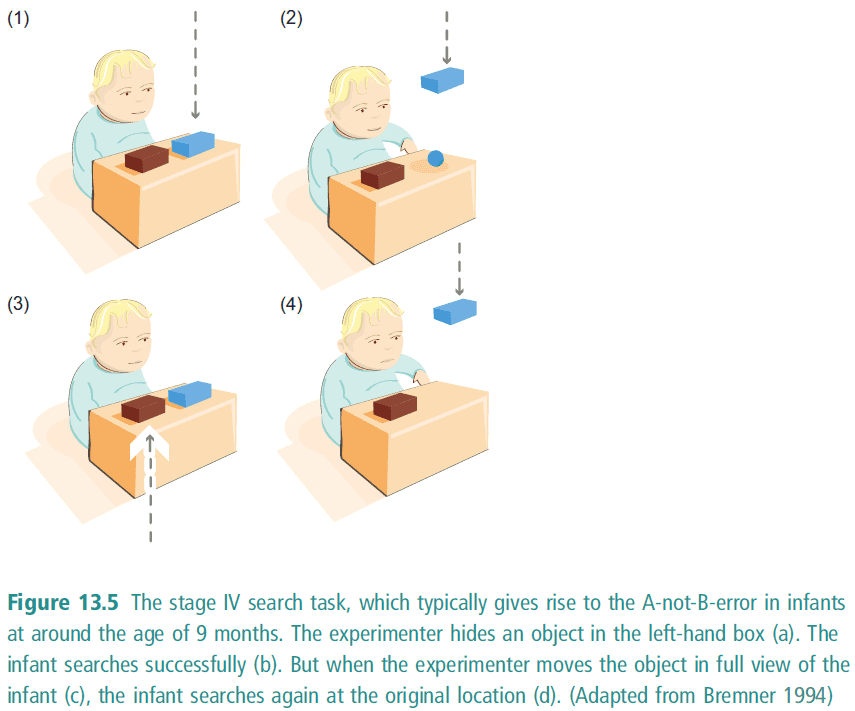 (1)
(2)
(3)
(4)
Figure 13.5 The stage IV search task, which typically gives rise to the A-not-B-error in infants
at around the age of 9 months. The experimenter hides an object in the left-hand box (a). The
infant searches successfully (b). But when the experimenter moves the object in full view of the
infant (c), the infant searches again at the original location (d). (Adapted from Bremner 1994)